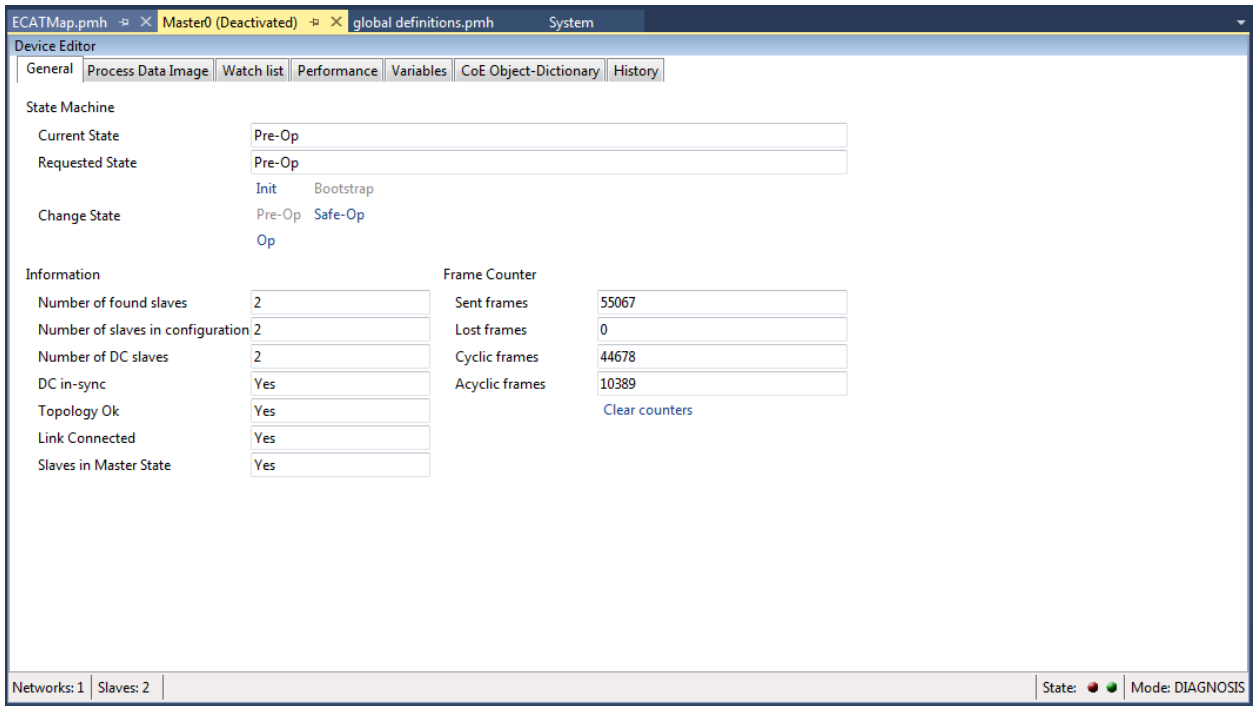 ECATMap.pmh Master0 (Deactivated) global definitions.pmh System
Device Editor
General Process Data Image Watch list Performance Variables CoE Object-Dictionary History
State Machine
Current State Pre-Op
Requested State Pre-Op
Init Bootstrap
Change State Pre-Op Safe-Op
Op
Information Frame Counter
Number of found slaves 2 Sent frames 55067
Number of slaves in configuration 2 Lost frames 0
Number of DC slaves 2 Cyclic frames 44678
DC in-sync Yes Acyclic frames 10389
Topology Ok Yes Clear counters
Link Connected Yes
Slaves in Master State Yes
Networks: 1 Slaves: 2 State: Mode: DIAGNOSIS